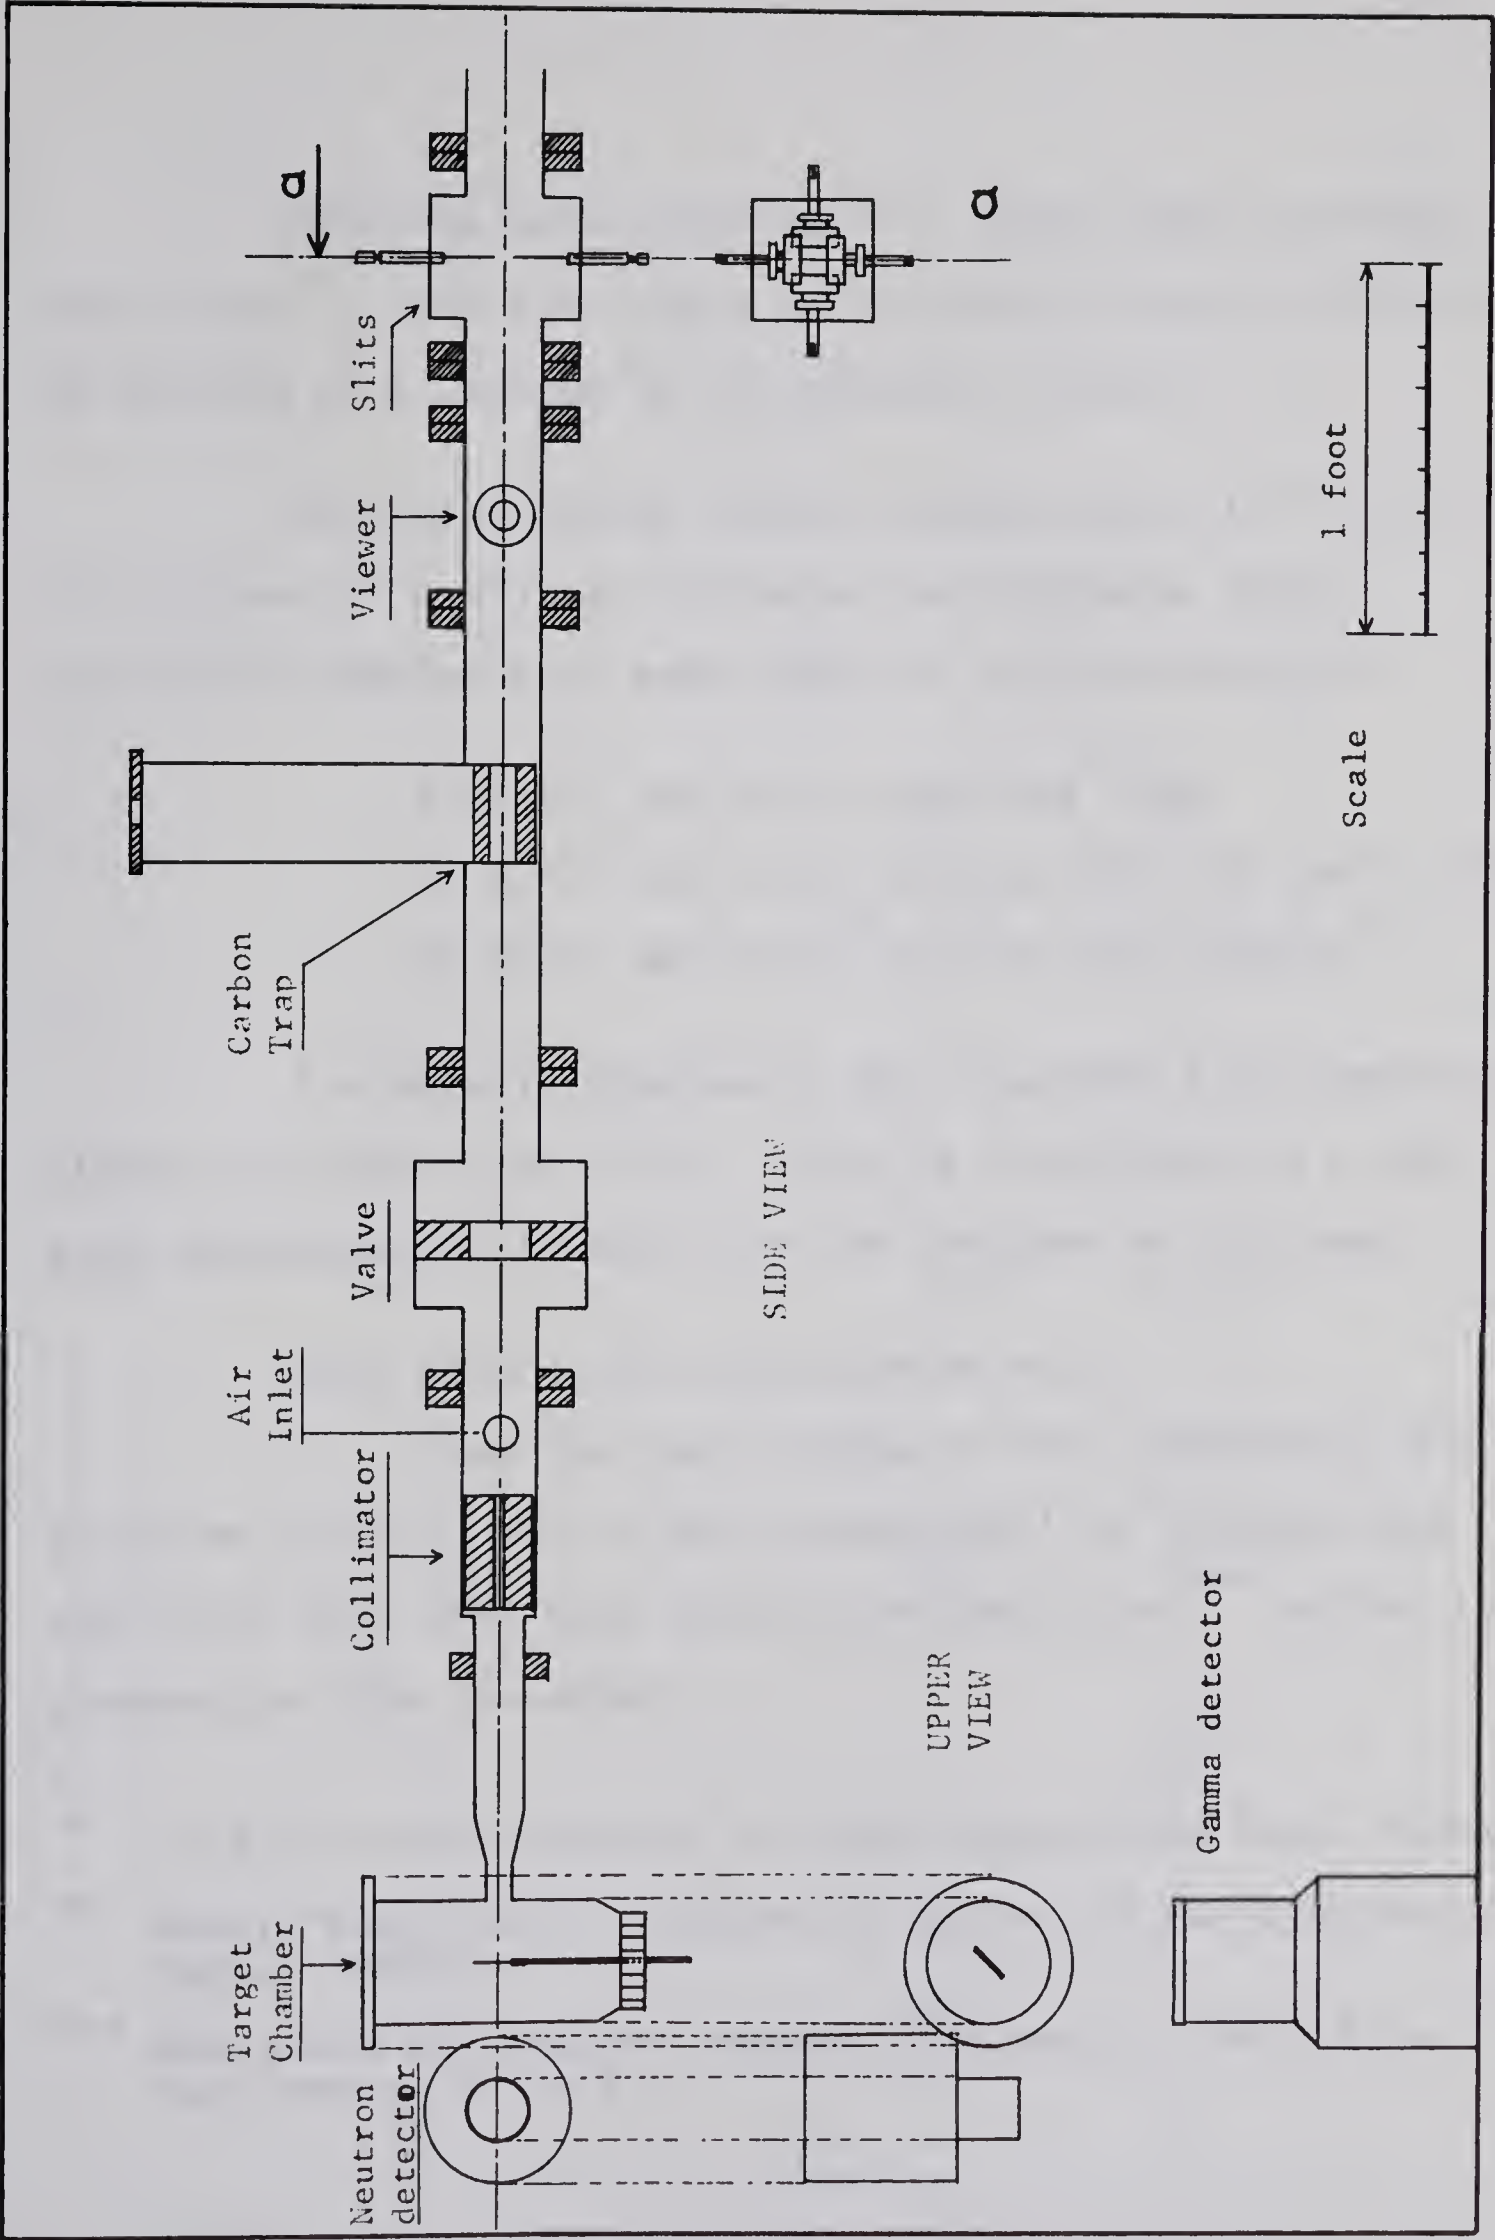 Neutron
detector
Target
Chamber
Collimator
Air
Inlet
Valve
Carbon
Trap
Viewer
Slits
a
a
SIDE VIEW
UPPER
VIEW
Gamma detector
Scale
1 foot